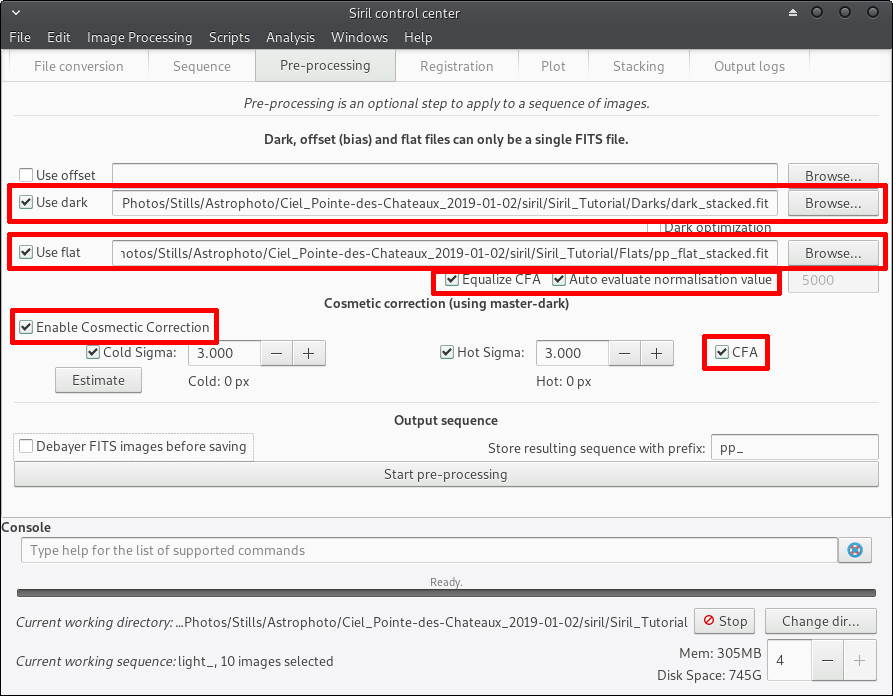 Siril control center
File Edit Image Processing Scripts Analysis Windows Help
File conversion Sequence Pre-processing Registration Plot Stacking Output logs
Pre-processing is an optional step to apply to a sequence of images.
Dark, offset (bias) and flat files can only be a single FITS file.
Use offset Browse...
Use dark Photos/Stills/Astrophoto/Ciel_Pointe-des-Chateaux_2019-01-02/siril/Siril_Tutorial/Darks/dark_stacked.fit Browse...
Dark optimization
Use flat hotos/Stills/Astrophoto/Ciel_Pointe-des-Chateaux_2019-01-02/siril/Siril_Tutorial/Flats/pp_flat_stacked.fit Browse...
Equalize CFA Auto evaluate normalisation value 5000
Cosmetic correction (using master-dark)
Enable Cosmectic Correction
Cold Sigma: 3.000 − + Hot Sigma: 3.000 − + CFA
Estimate Cold: 0 px Hot: 0 px
Output sequence
Debayer FITS images before saving Store resulting sequence with prefix: pp_
Start pre-processing
Console
Type help for the list of supported commands
Ready.
Current working directory: ...Photos/Stills/Astrophoto/Ciel_Pointe-des-Chateaux_2019-01-02/siril/Siril_Tutorial Stop Change dir...
Current working sequence: light_, 10 images selected Mem: 305MB 4 − +
Disk Space: 745G